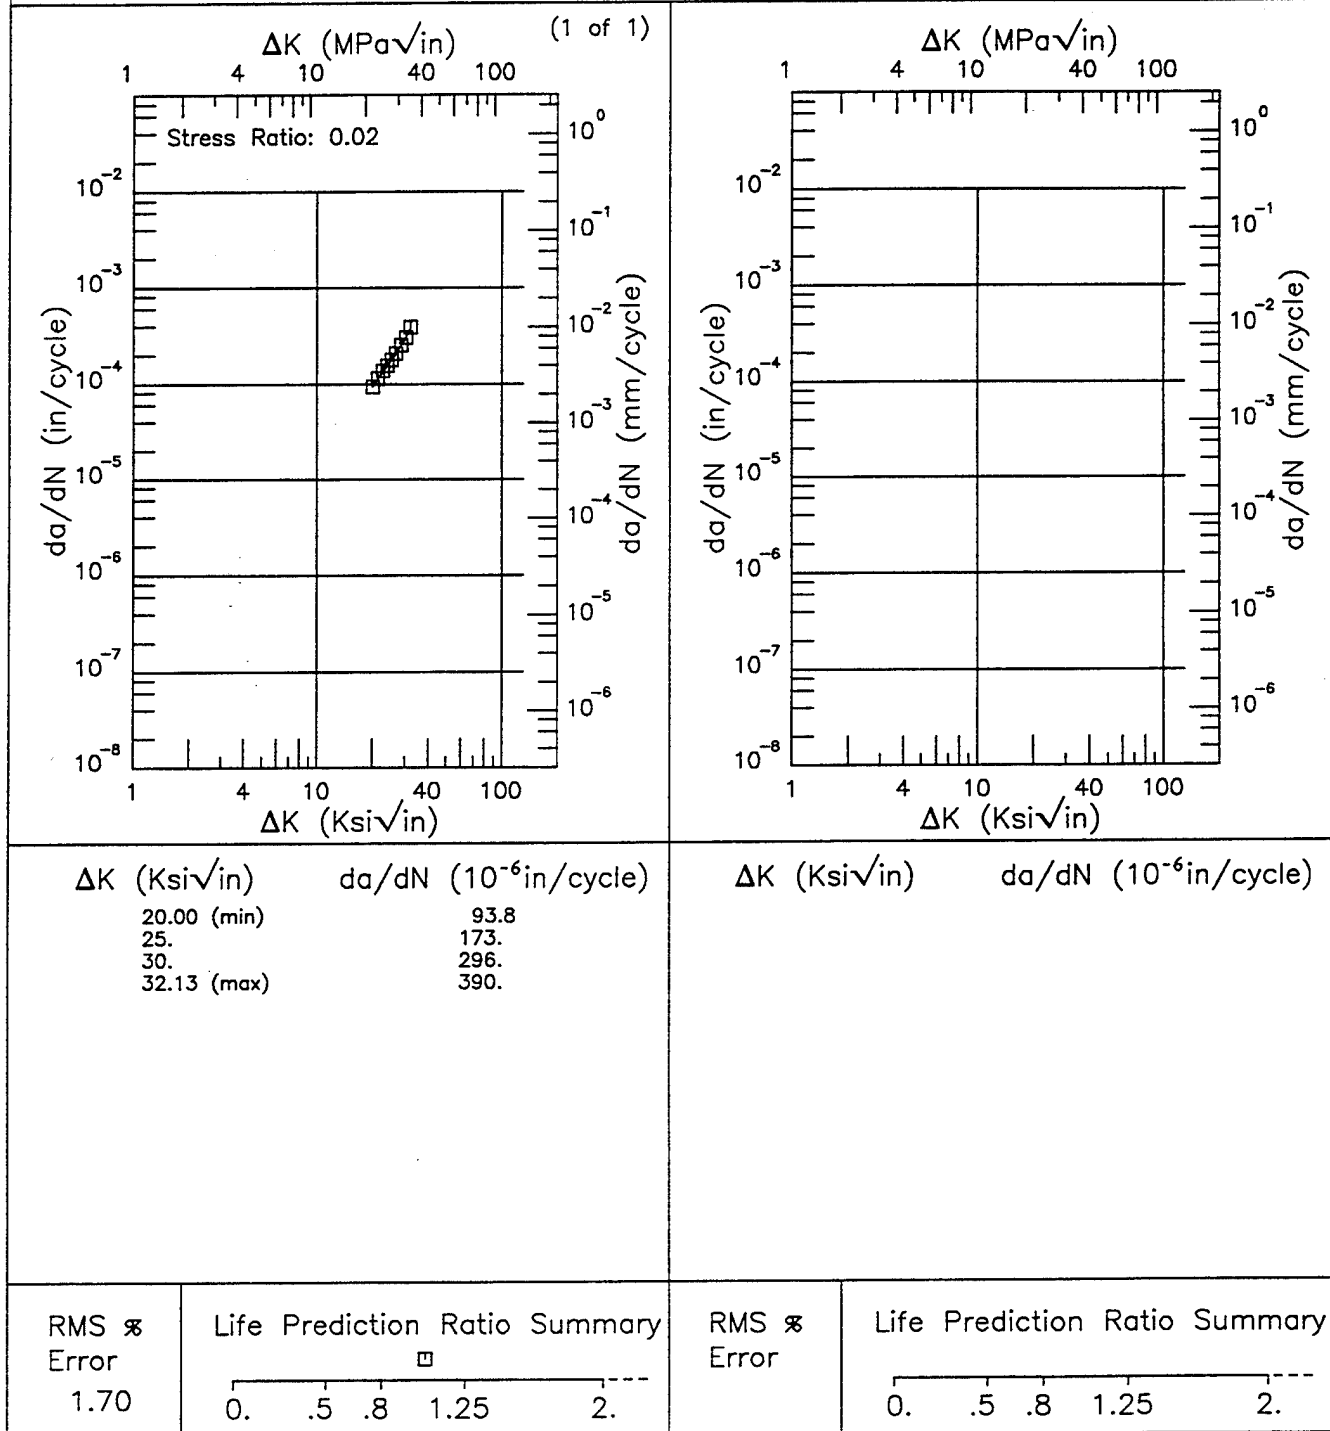 (1 of 1)
ΔK (MPa√in)
1 4 10 40 100
Stress Ratio: 0.02
da/dN (in/cycle)
10⁻²
10⁻³
10⁻⁴
10⁻⁵
10⁻⁶
10⁻⁷
10⁻⁸
10⁰
10⁻¹
10⁻²
10⁻³
10⁻⁴
10⁻⁵
10⁻⁶
da/dN (mm/cycle)
1 4 10 40 100
ΔK (Ksi√in)
ΔK (MPa√in)
1 4 10 40 100
da/dN (in/cycle)
10⁻²
10⁻³
10⁻⁴
10⁻⁵
10⁻⁶
10⁻⁷
10⁻⁸
10⁰
10⁻¹
10⁻²
10⁻³
10⁻⁴
10⁻⁵
10⁻⁶
da/dN (mm/cycle)
1 4 10 40 100
ΔK (Ksi√in)
ΔK (Ksi√in) da/dN (10⁻⁶in/cycle)
20.00 (min) 93.8
25. 173.
30. 296.
32.13 (max) 390.
ΔK (Ksi√in) da/dN (10⁻⁶in/cycle)
RMS %
Error
1.70
Life Prediction Ratio Summary
0. .5 .8 1.25 2.
RMS %
Error
Life Prediction Ratio Summary
0. .5 .8 1.25 2.